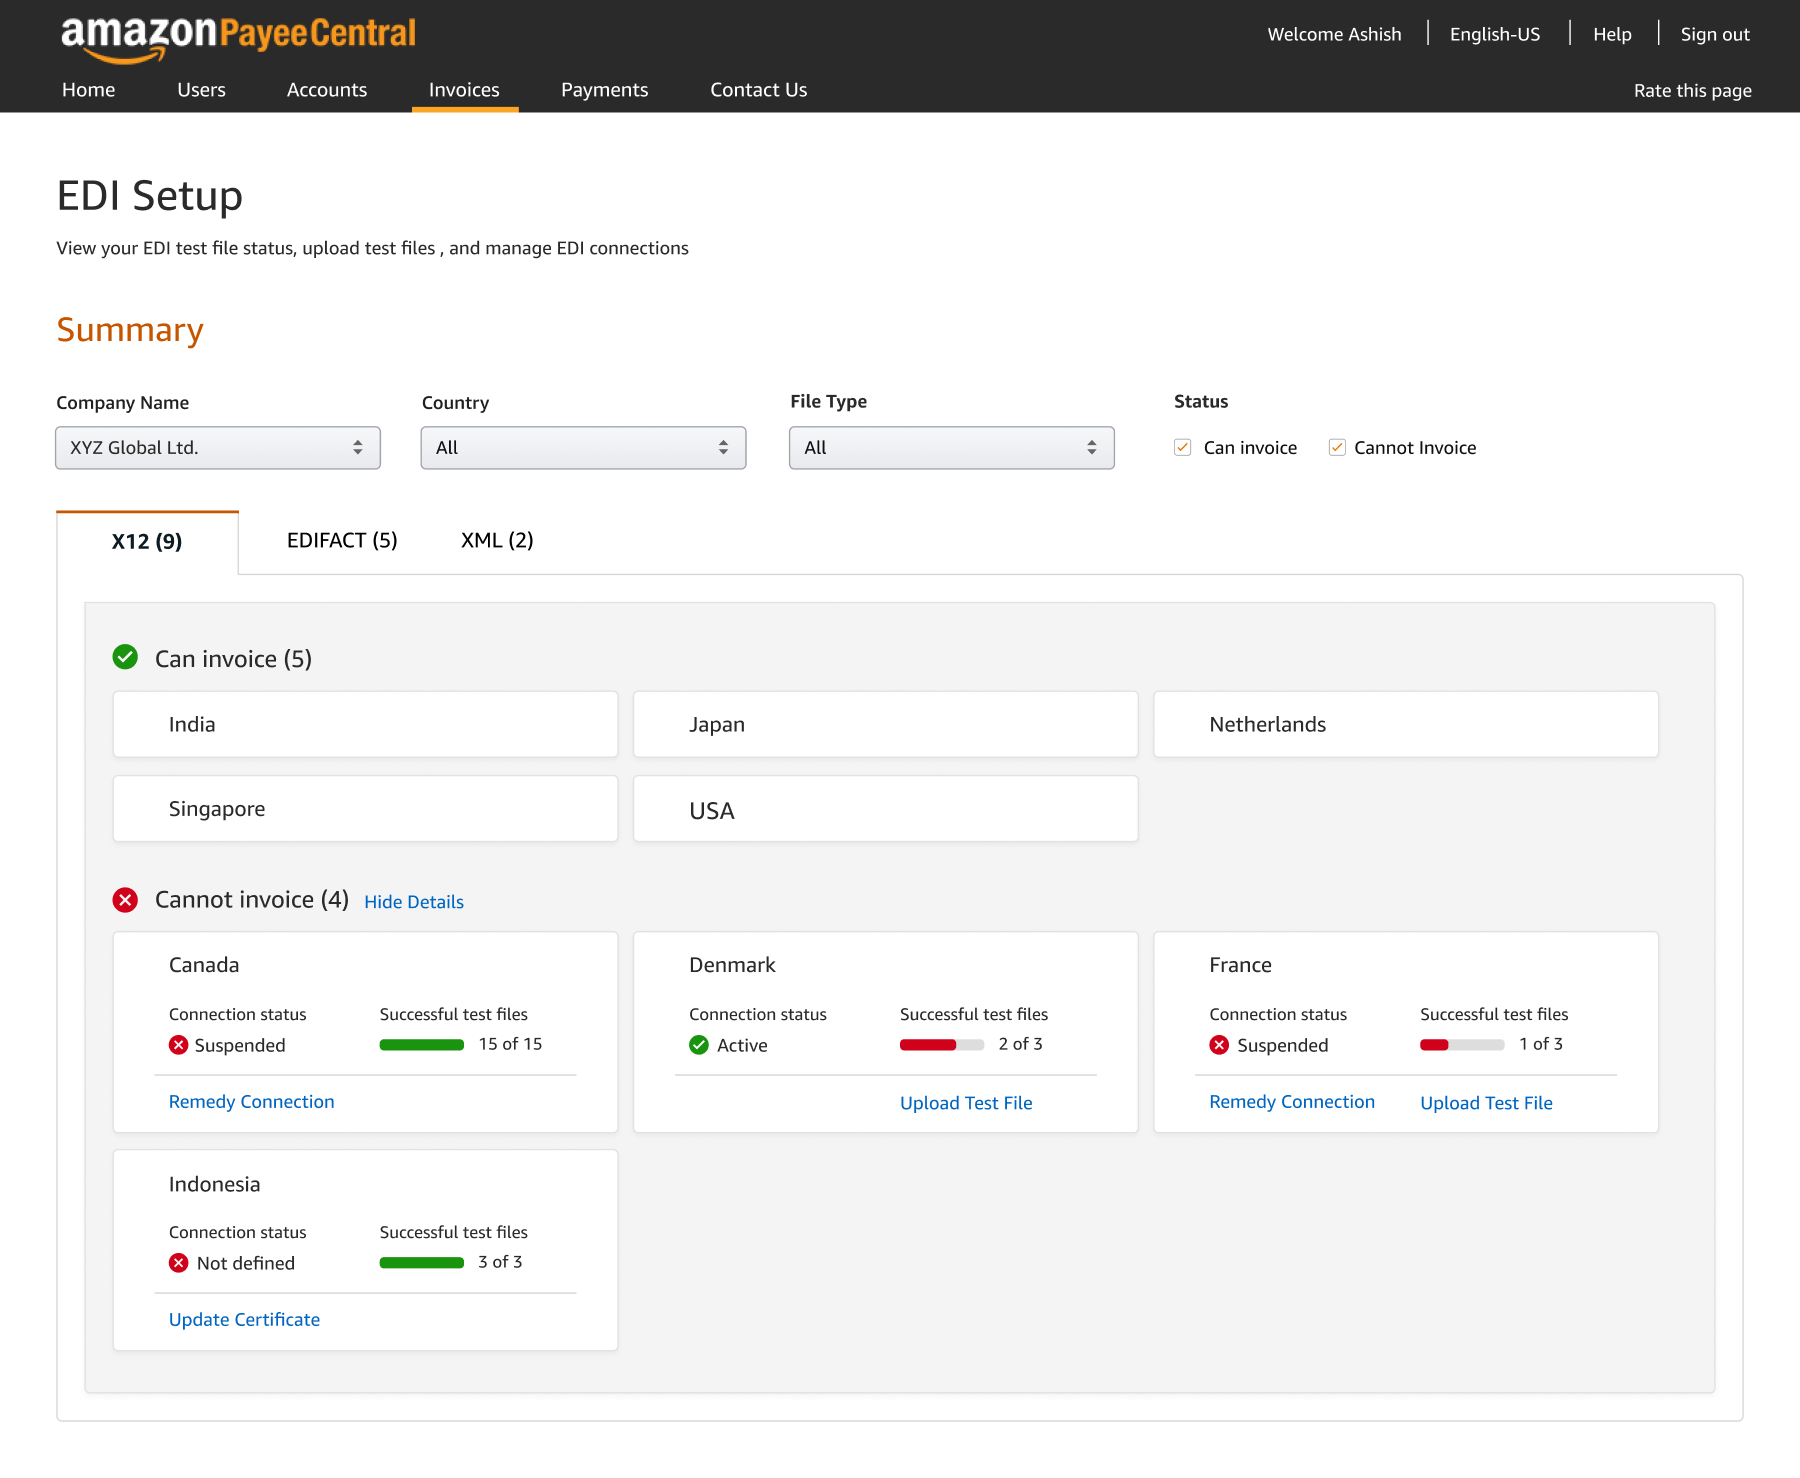 amazonPayeeCentral
Welcome Ashish English-US Help Sign out
Home Users Accounts Invoices Payments Contact Us Rate this page
EDI Setup
View your EDI test file status, upload test files , and manage EDI connections
Summary
Company Name Country File Type Status
XYZ Global Ltd. All All Can invoice Cannot Invoice
X12 (9) EDIFACT (5) XML (2)
Can invoice (5)
India Japan Netherlands
Singapore USA
Cannot invoice (4) Hide Details
Canada Denmark France
Connection status Successful test files Connection status Successful test files Connection status Successful test files
Suspended 15 of 15 Active 2 of 3 Suspended 1 of 3
Remedy Connection Upload Test File Remedy Connection Upload Test File
Indonesia
Connection status Successful test files
Not defined 3 of 3
Update Certificate